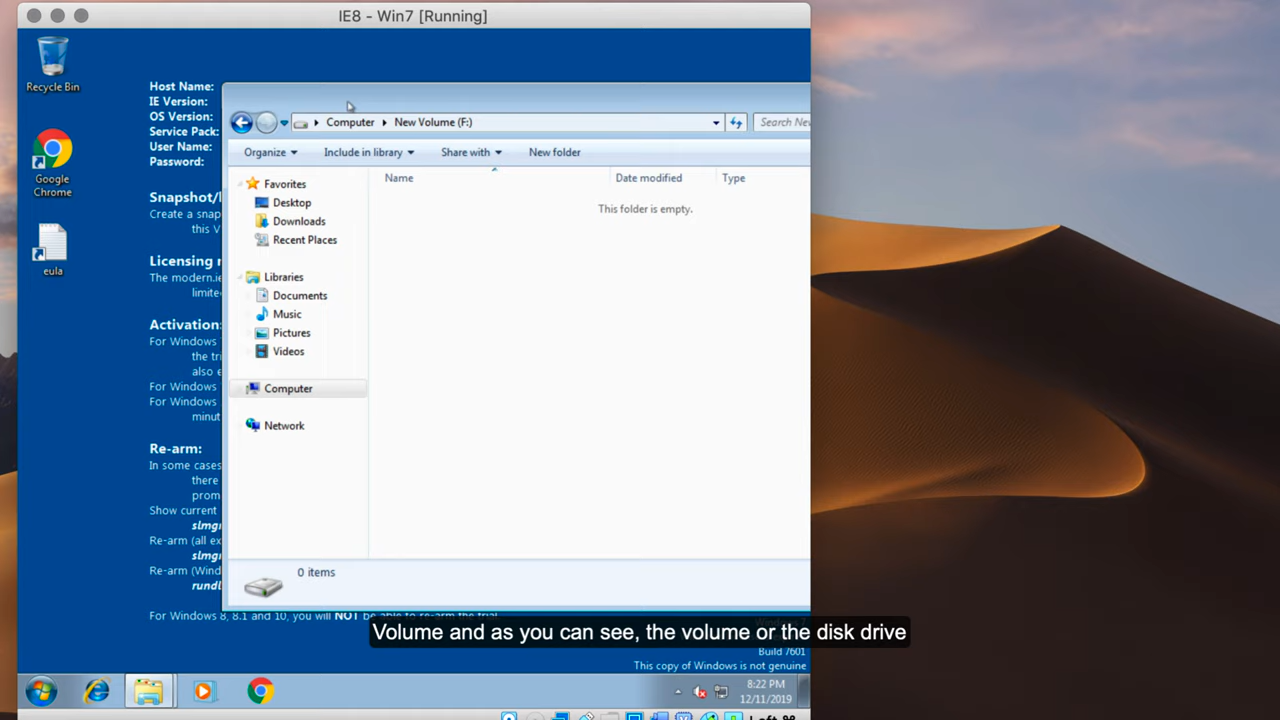 IE8 - Win7 [Running]
Recycle Bin
Google
Chrome
eula
Host Name:
IE Version:
OS Version:
Service Pack:
User Name:
Password:
Snapshot/
Create a snap
this V
Licensing
The modern.ie
limite
Activation:
For Windows
the tri
also e
For Windows
For Windows
minut
Re-arm:
In some cases
there
prom
Show current
slmgr
Re-arm (all ex
slmgr
Re-arm (Wind
rundl
For Windows 8, 8.1 and 10, you will NOT be able to re-arm the trial.
Computer
New Volume (F:)
Search Nev
Organize
Include in library
Share with
New folder
Name
Date modified
Type
This folder is empty.
Favorites
Desktop
Downloads
Recent Places
Libraries
Documents
Music
Pictures
Videos
Computer
Network
0 items
Volume and as you can see, the volume or the disk drive
Build 7601
This copy of Windows is not genuine
8:22 PM
12/11/2019
Left ⌘